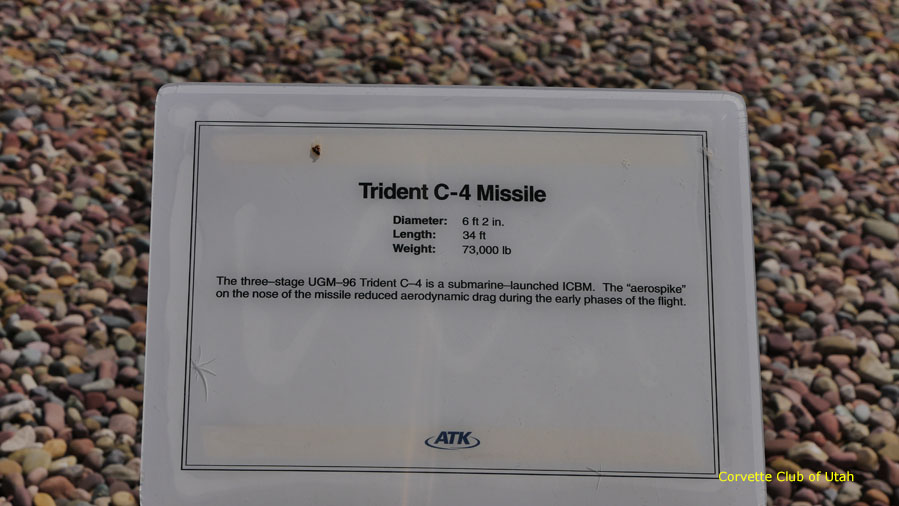 Trident C-4 Missile
Diameter: 6 ft 2 in.
Length: 34 ft
Weight: 73,000 lb
The three–stage UGM–96 Trident C–4 is a submarine–launched ICBM. The "aerospike"
on the nose of the missile reduced aerodynamic drag during the early phases of the flight.
ATK
Corvette Club of Utah